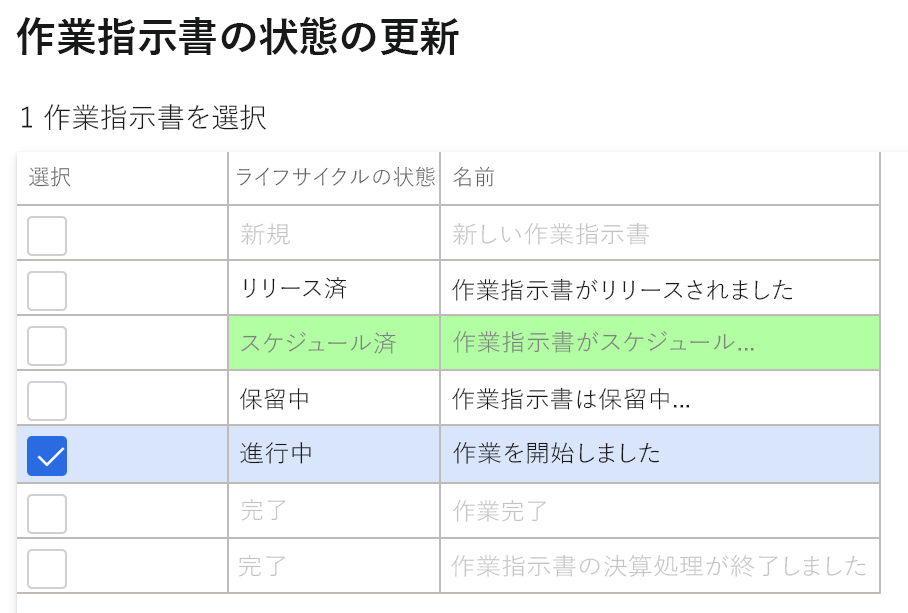 作業指示書の状態の更新
1 作業指示書を選択
選択 ライフサイクルの状態 名前
新規 新しい作業指示書
リリース済 作業指示書がリリースされました
スケジュール済 作業指示書がスケジュール...
保留中 作業指示書は保留中...
進行中 作業を開始しました
完了 作業完了
完了 作業指示書の決算処理が終了しました